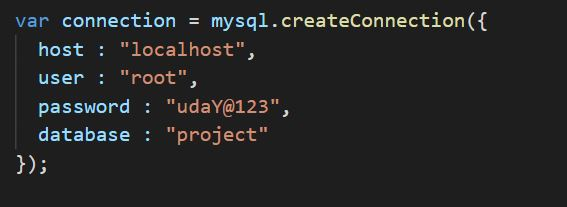 var connection = mysql.createConnection({
  host : "localhost",
  user : "root",
  password : "udaY@123",
  database : "project"
});